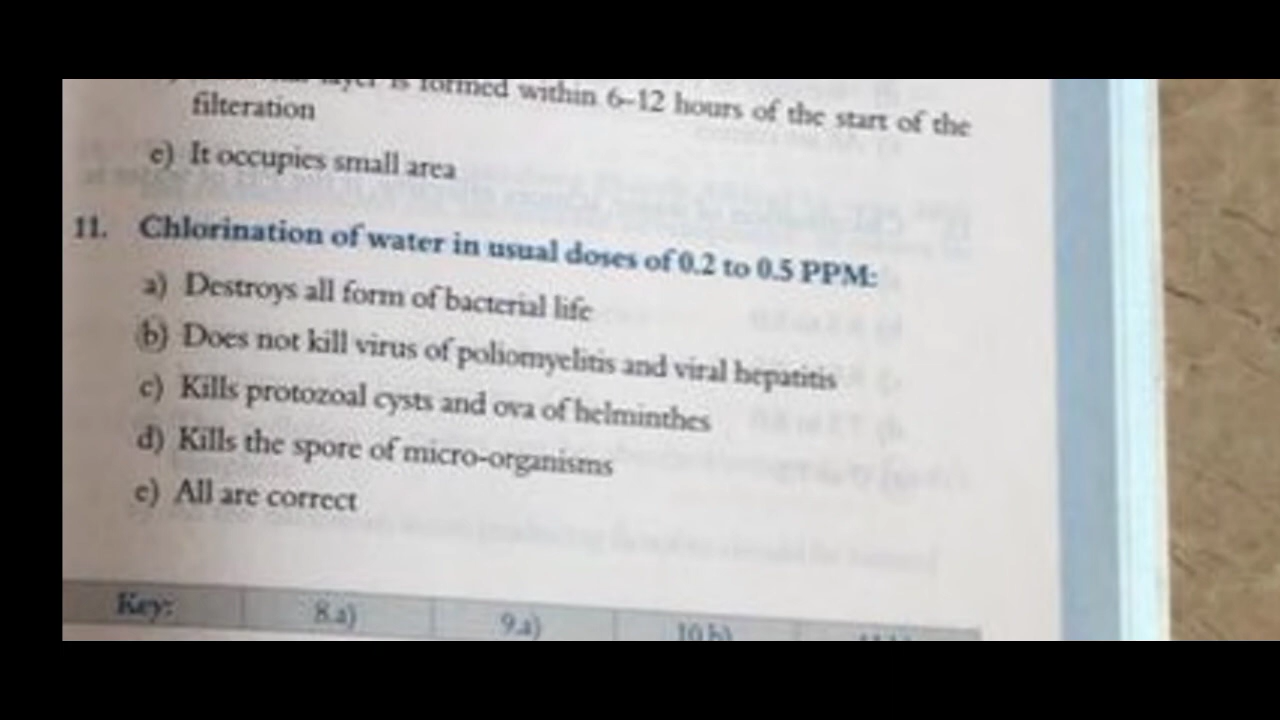 layer is formed within 6–12 hours of the start of the
filteration
e) It occupies small area
11. Chlorination of water in usual doses of 0.2 to 0.5 PPM:
a) Destroys all form of bacterial life
b) Does not kill virus of poliomyelitis and viral hepatitis
c) Kills protozoal cysts and ova of helminthes
d) Kills the spore of micro-organisms
e) All are correct
Key: 8.a) 9.a) 10.b)